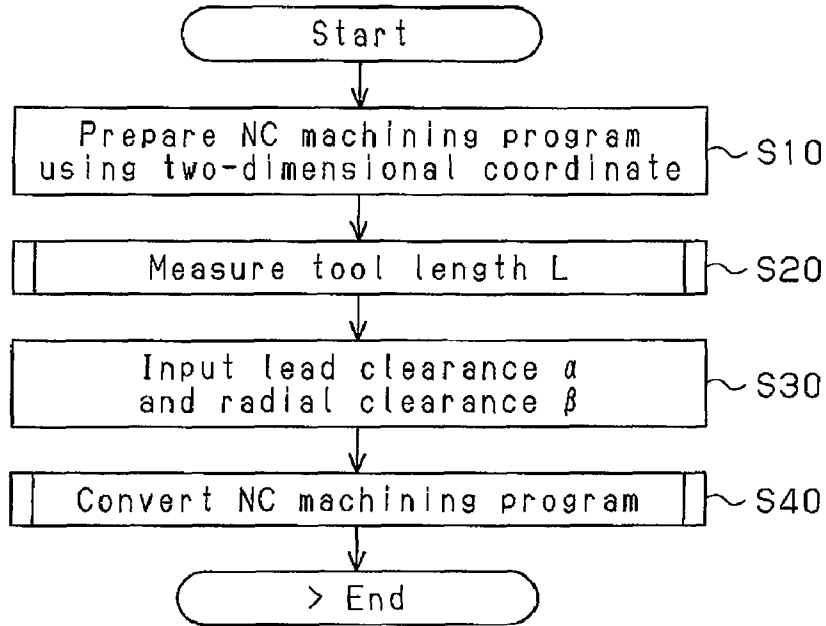 Start
Prepare NC machining program
using two-dimensional coordinate
S10
Measure tool length L
S20
Input lead clearance α
and radial clearance β
S30
Convert NC machining program
S40
> End